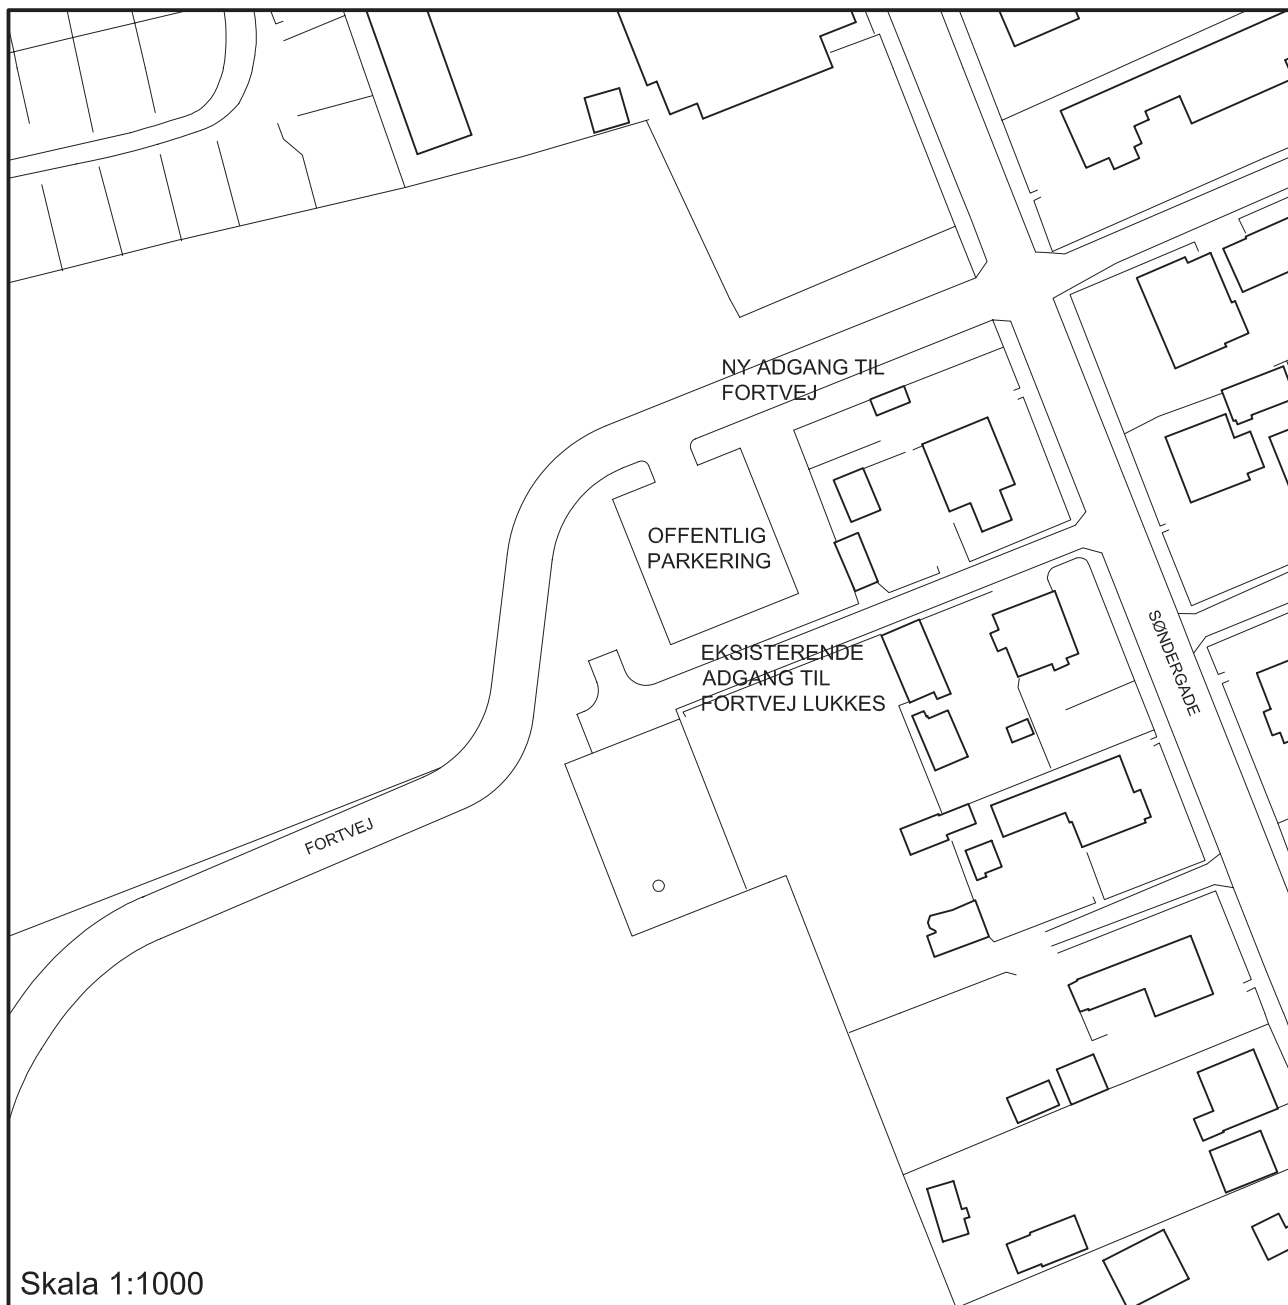 NY ADGANG TIL
FORTVEJ
OFFENTLIG
PARKERING
SØNDERGADE
EKSISTERENDE
ADGANG TIL
FORTVEJ LUKKES
FORTVEJ
Skala 1:1000